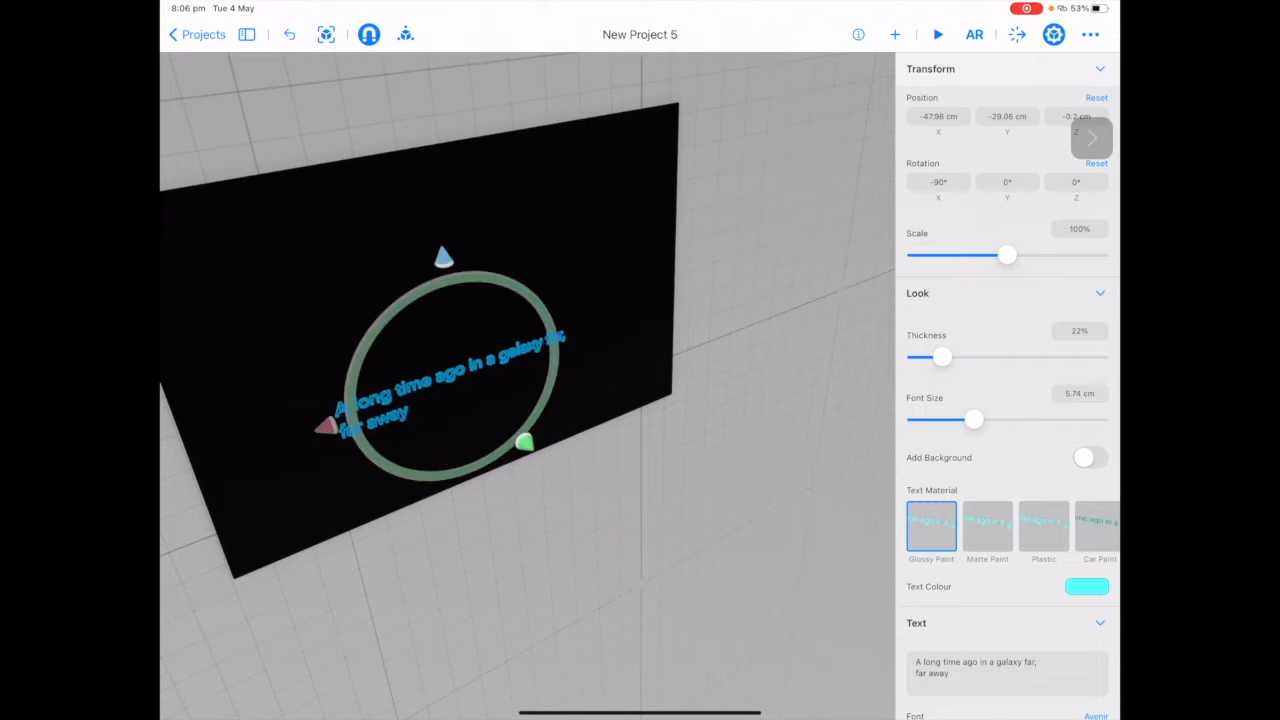 8:06 pm Tue 4 May
53%
Projects
New Project 5
AR
Transform
Position
Reset
-47.98 cm
-29.06 cm
-0.2 cm
X
Y
Z
Rotation
Reset
-90°
0°
0°
X
Y
Z
Scale
100%
Look
Thickness
22%
Font Size
5.74 cm
Add Background
Text Material
Glossy Paint
Matte Paint
Plastic
Car Paint
Text Colour
Text
A long time ago in a galaxy far,
far away
Font
Avenir
A long time ago in a galaxy far,
far away